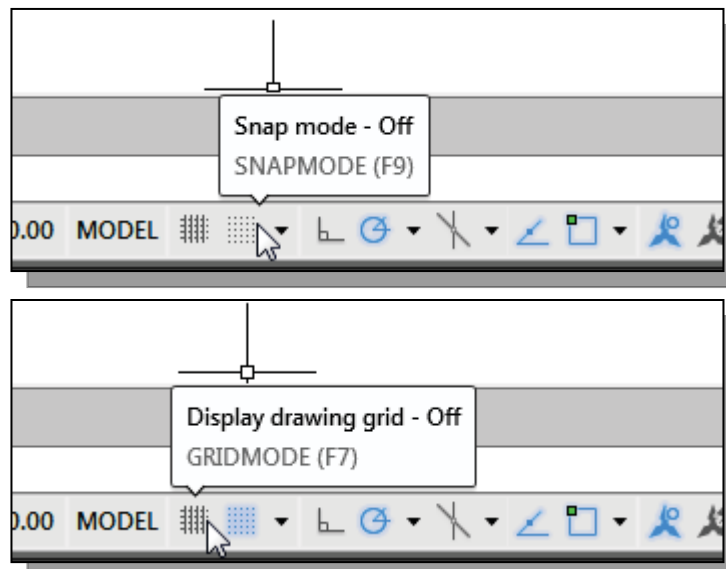 Snap mode - Off
SNAPMODE (F9)
0.00 MODEL
Display drawing grid - Off
GRIDMODE (F7)
0.00 MODEL